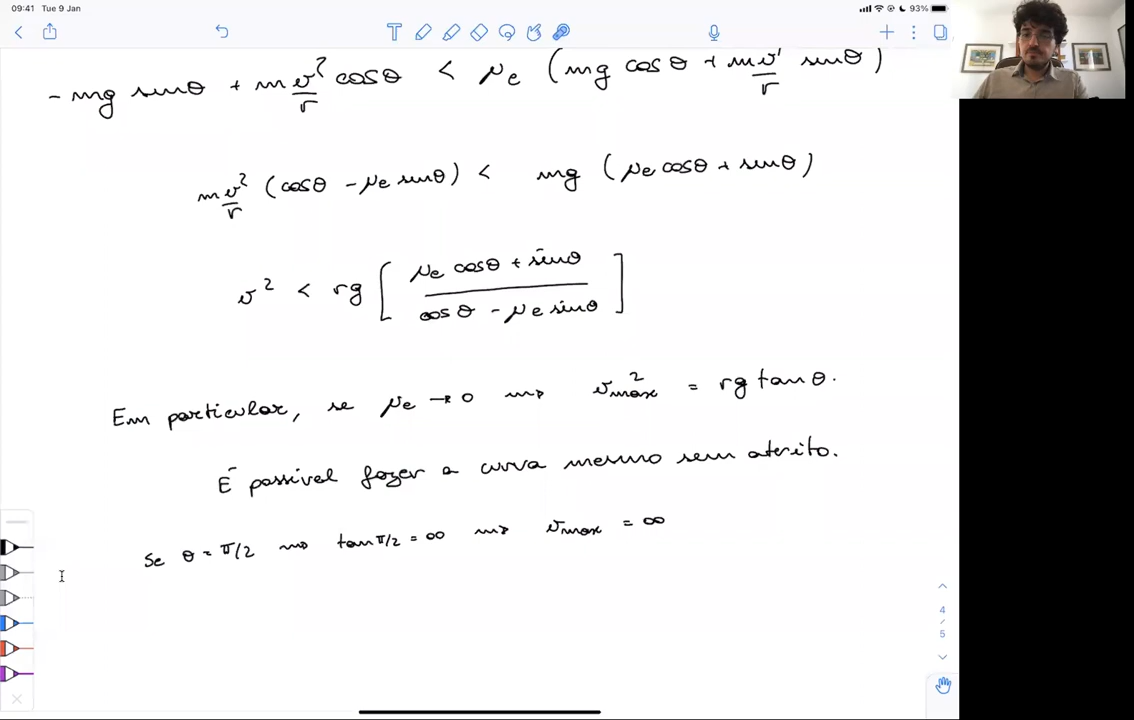 09:41 Tue 9 Jan 93%
- mg sinθ + m v²/r cosθ < μe (mg cosθ + m v²/r sinθ)
m v²/r (cosθ - μe sinθ) < mg (μe cosθ + sinθ)
v² < rg [ μe cosθ + sinθ / cosθ - μe sinθ ]
Em particular, se μe → 0 ⇝ v²max = rg tanθ.
É possível fazer a curva mesmo sem aterito.
Se θ = π/2 ⇝ tan π/2 = ∞ ⇝ vmax = ∞
4
/
5